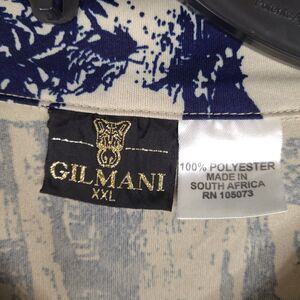 GILMANI
XXL
100% POLYESTER
MADE IN
SOUTH AFRICA
RN 105073